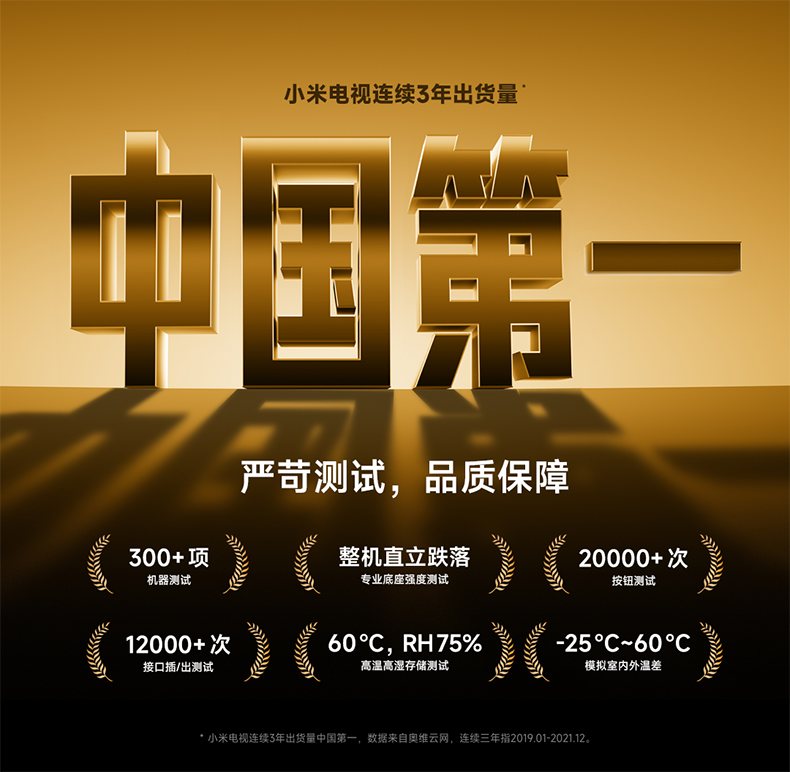 小米电视连续3年出货量*
中国第一
严苛测试，品质保障
300+项
机器测试
整机直立跌落
专业底座强度测试
20000+次
按钮测试
12000+次
接口插/出测试
60℃, RH75%
高温高湿存储测试
-25℃~60℃
模拟室内外温差
* 小米电视连续3年出货量中国第一，数据来自奥维云网，连续三年指2019.01-2021.12。